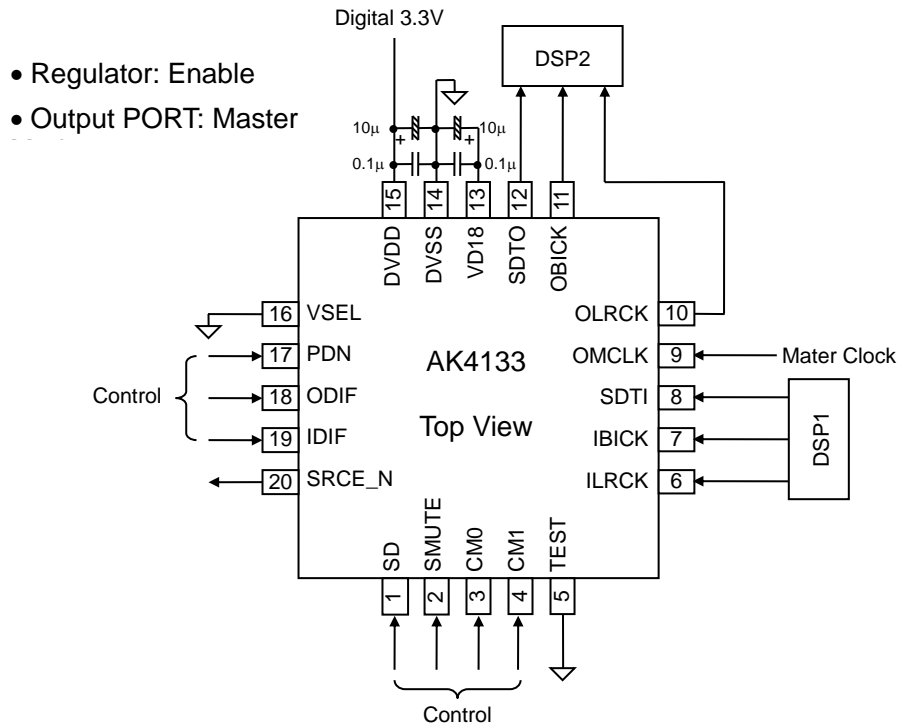 Digital 3.3V
• Regulator: Enable
• Output PORT: Master
DSP2
10μ
+
+
10μ
0.1μ
0.1μ
15
14
13
12
11
DVDD
DVSS
VD18
SDTO
OBICK
16 VSEL
17 PDN
18 ODIF
19 IDIF
20 SRCE_N
Control
AK4133
Top View
OLRCK 10
OMCLK 9
Mater Clock
SDTI 8
IBICK 7
ILRCK 6
DSP1
SD
SMUTE
CM0
CM1
TEST
1
2
3
4
5
Control